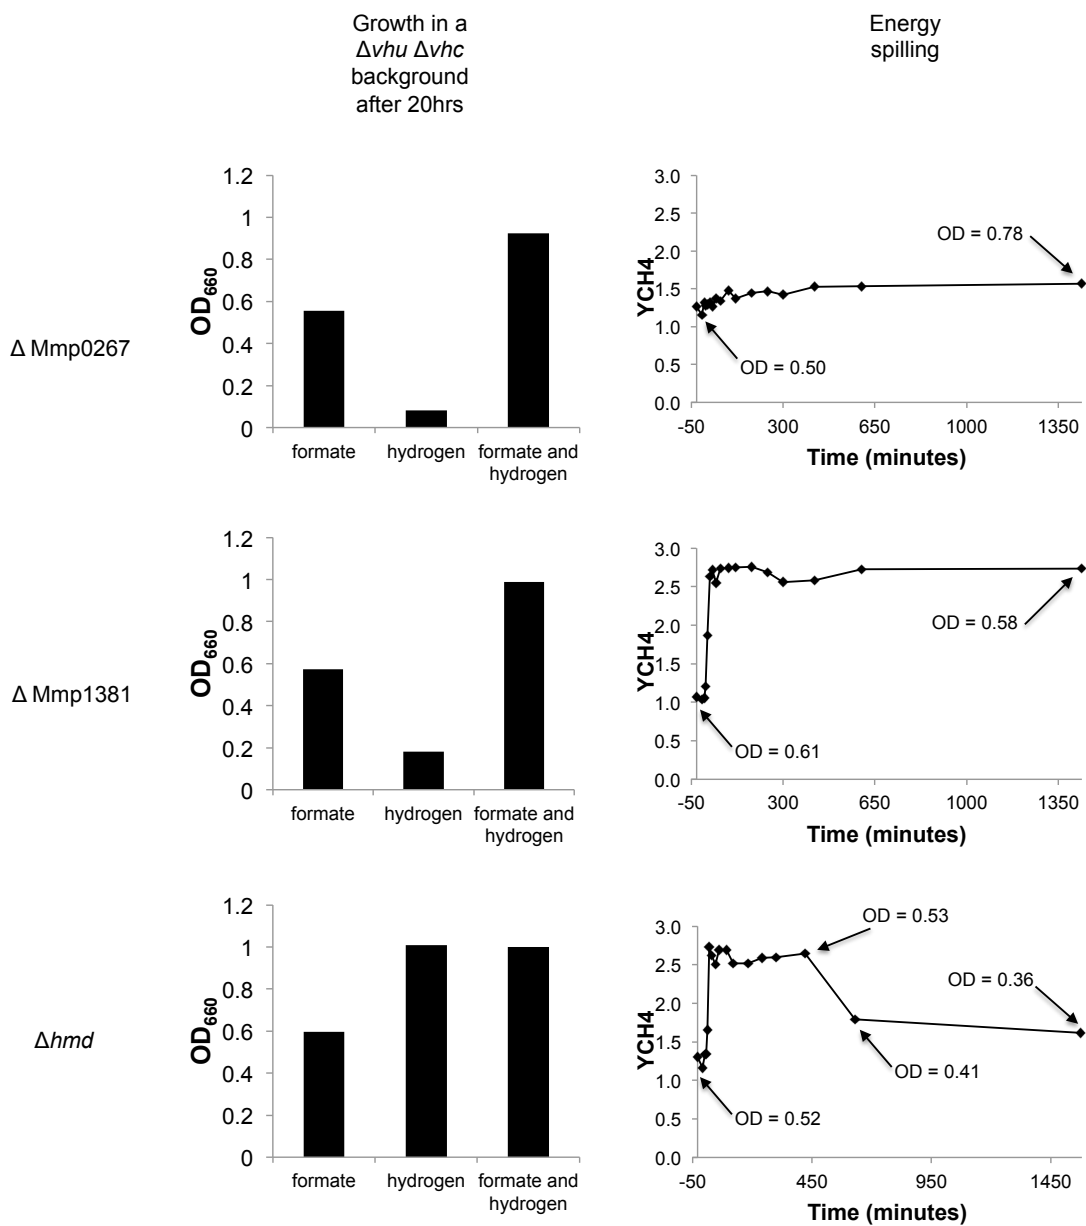 Growth in a
Δvhu Δvhc
background
after 20hrs
Energy
spilling
Δ Mmp0267
OD660
1.2
1
0.8
0.6
0.4
0.2
0
formate
hydrogen
formate and
hydrogen
YCH4
3.0
2.5
2.0
1.5
1.0
0.5
0.0
OD = 0.78
OD = 0.50
-50
300
650
1000
1350
Time (minutes)
Δ Mmp1381
OD660
1.2
1
0.8
0.6
0.4
0.2
0
formate
hydrogen
formate and
hydrogen
YCH4
3.0
2.5
2.0
1.5
1.0
0.5
0.0
OD = 0.58
OD = 0.61
-50
300
650
1000
1350
Time (minutes)
Δhmd
OD660
1.2
1
0.8
0.6
0.4
0.2
0
formate
hydrogen
formate and
hydrogen
YCH4
3.0
2.5
2.0
1.5
1.0
0.5
0.0
OD = 0.53
OD = 0.36
OD = 0.41
OD = 0.52
-50
450
950
1450
Time (minutes)